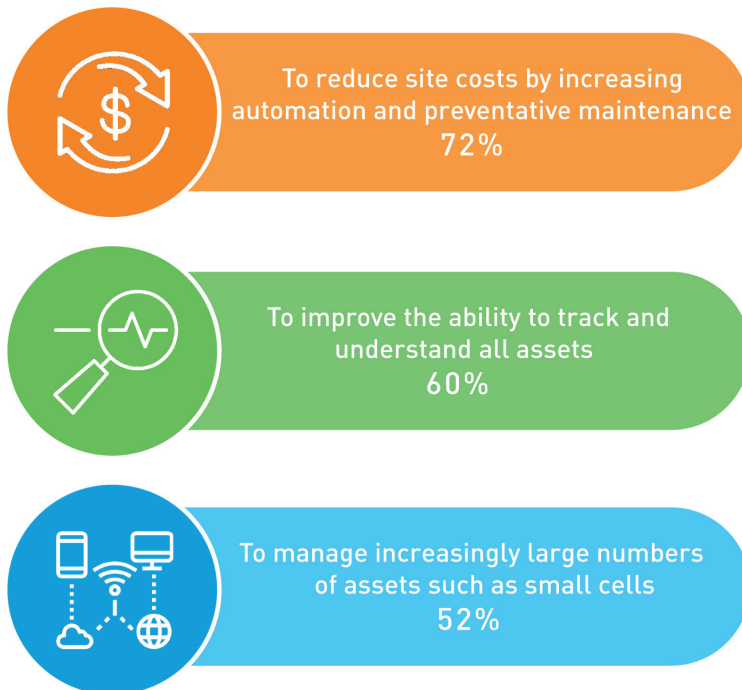 $
To reduce site costs by increasing
automation and preventative maintenance
72%
To improve the ability to track and
understand all assets
60%
To manage increasingly large numbers
of assets such as small cells
52%